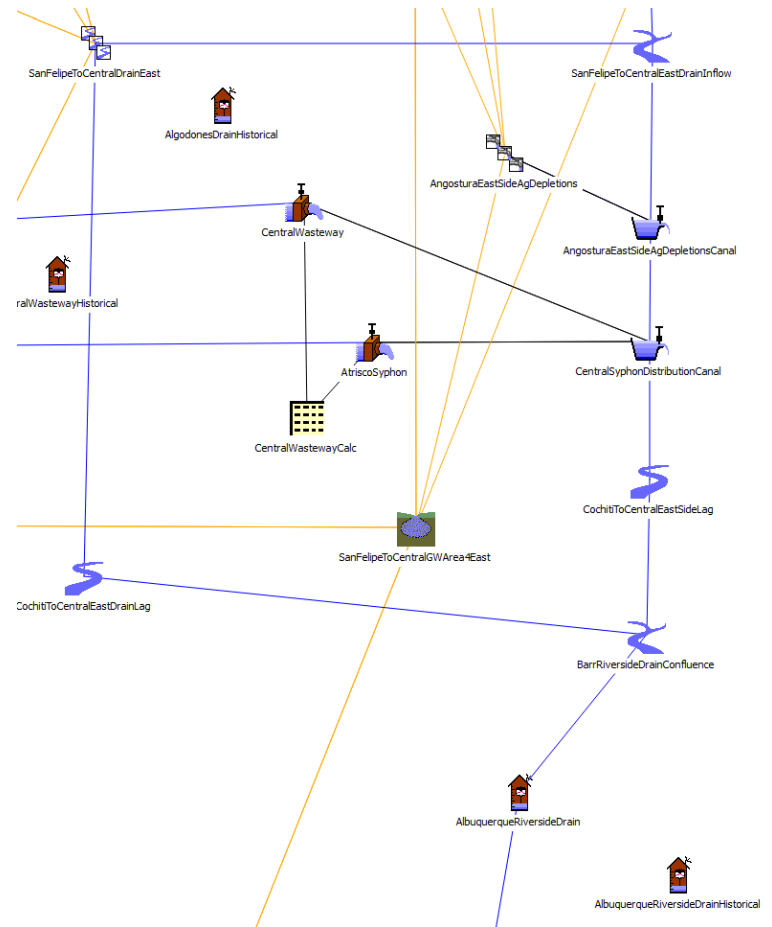 SanFelipeToCentralDrainEast
SanFelipeToCentralEastDrainInflow
AlgodonesDrainHistorical
AngosturaEastSideAgDepletions
CentralWasteway
AngosturaEastSideAgDepletionsCanal
ralWastewayHistorical
AtriscoSyphon
CentralSyphonDistributionCanal
CentralWastewayCalc
CochitiToCentralEastSideLag
SanFelipeToCentralGWArea4East
CochitiToCentralEastDrainLag
BarrRiversideDrainConfluence
AlbuquerqueRiversideDrain
AlbuquerqueRiversideDrainHistorical